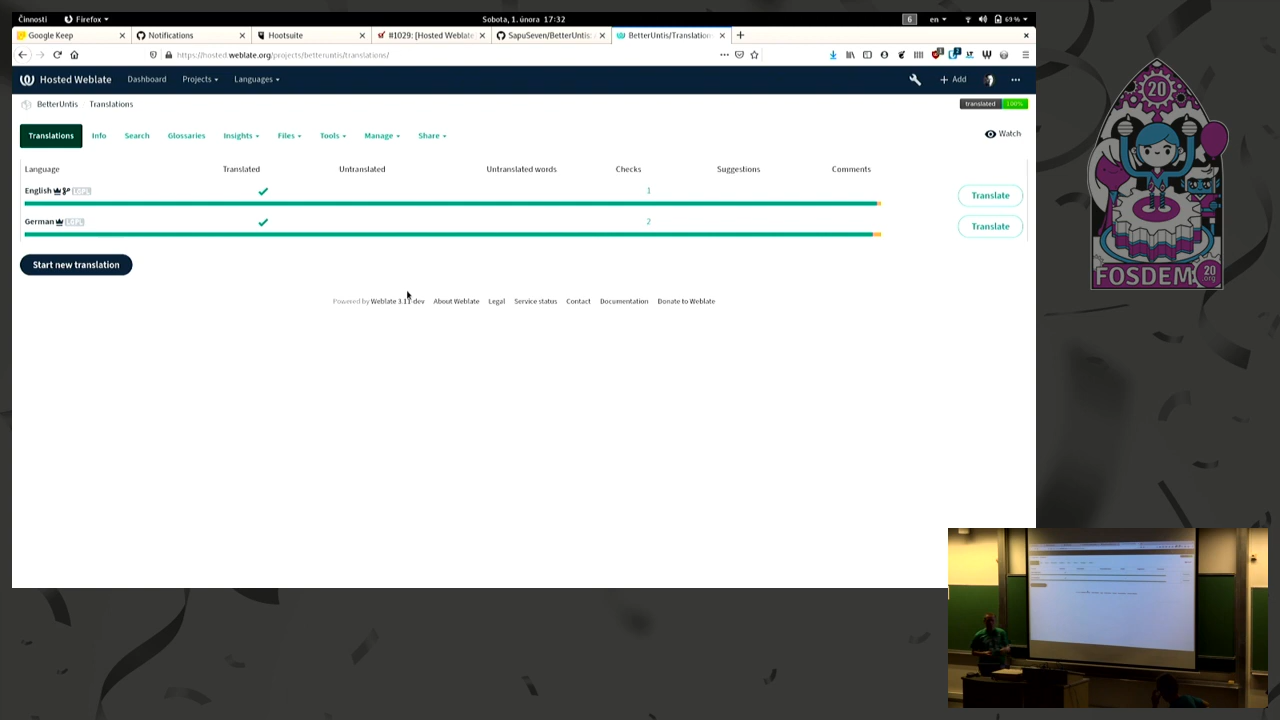 Činnosti Firefox Sobota, 1. února 17:32 6 en 69 %
Google Keep Notifications Hootsuite #1029: [Hosted Weblate SapuSeven/BetterUntis: A BetterUntis/Translation
https://hosted.weblate.org/projects/betteruntis/translations/
Hosted Weblate Dashboard Projects Languages Add
BetterUntis Translations translated 100%
Translations Info Search Glossaries Insights Files Tools Manage Share Watch
Language Translated Untranslated Untranslated words Checks Suggestions Comments
English LGPL 1 Translate
German LGPL 2 Translate
Start new translation
Powered by Weblate 3.11-dev About Weblate Legal Service status Contact Documentation Donate to Weblate
20
FOSDEM 20
.org